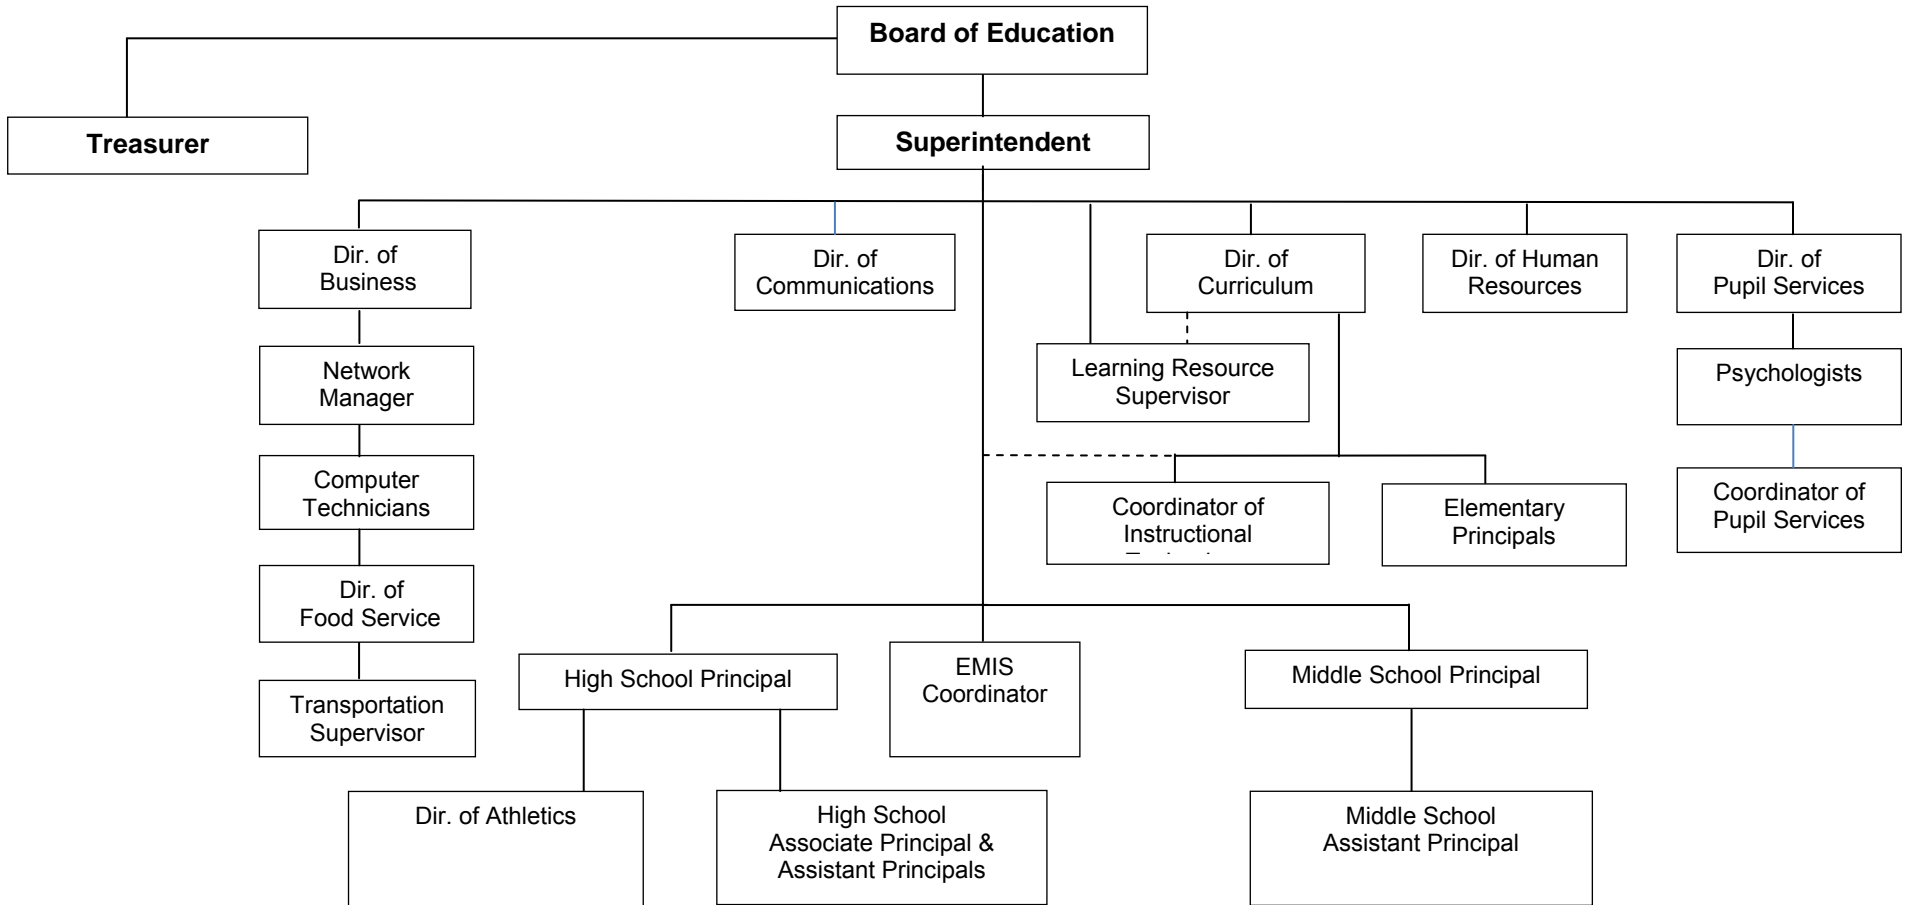 Board of Education
Treasurer
Superintendent
Dir. of
Business
Dir. of
Communications
Dir. of
Curriculum
Dir. of Human
Resources
Dir. of
Pupil Services
Network
Manager
Learning Resource
Supervisor
Psychologists
Computer
Technicians
Coordinator of
Instructional
Elementary
Principals
Coordinator of
Pupil Services
Dir. of
Food Service
High School Principal
EMIS
Coordinator
Middle School Principal
Transportation
Supervisor
Dir. of Athletics
High School
Associate Principal &
Assistant Principals
Middle School
Assistant Principal